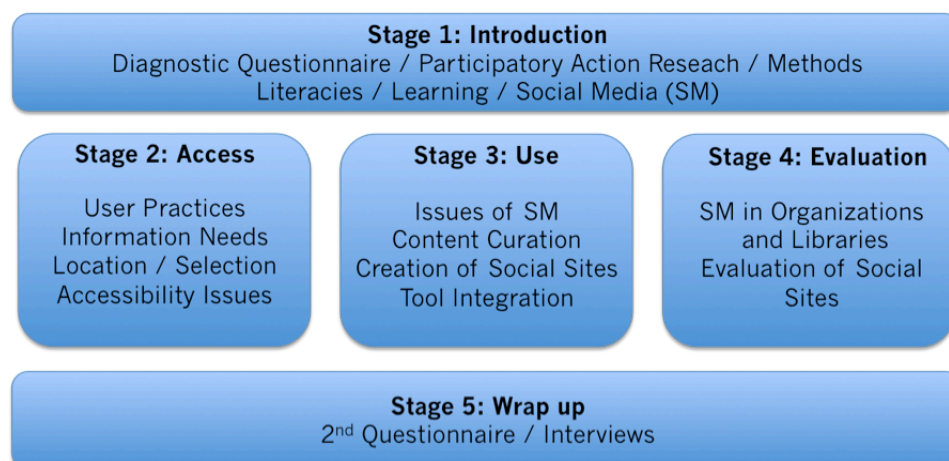 Stage 1: Introduction
Diagnostic Questionnaire / Participatory Action Reseach / Methods
Literacies / Learning / Social Media (SM)
Stage 2: Access
User Practices
Information Needs
Location / Selection
Accessibility Issues
Stage 3: Use
Issues of SM
Content Curation
Creation of Social Sites
Tool Integration
Stage 4: Evaluation
SM in Organizations
and Libraries
Evaluation of Social
Sites
Stage 5: Wrap up
2nd Questionnaire / Interviews